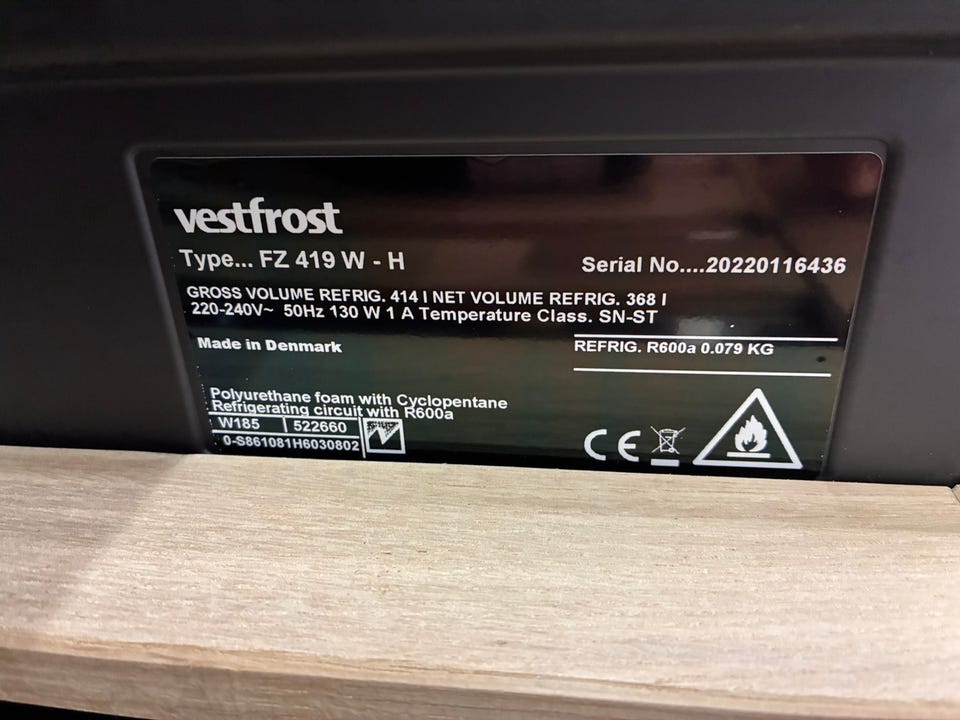 vestfrost
Type... FZ 419 W - H
Serial No....20220116436
GROSS VOLUME REFRIG. 414 l NET VOLUME REFRIG. 368 l
220-240V~ 50Hz 130 W 1 A Temperature Class. SN-ST
Made in Denmark
REFRIG. R600a 0.079 KG
Polyurethane foam with Cyclopentane
Refrigerating circuit with R600a
W185 | 522660
0-S861081H6030802
CE